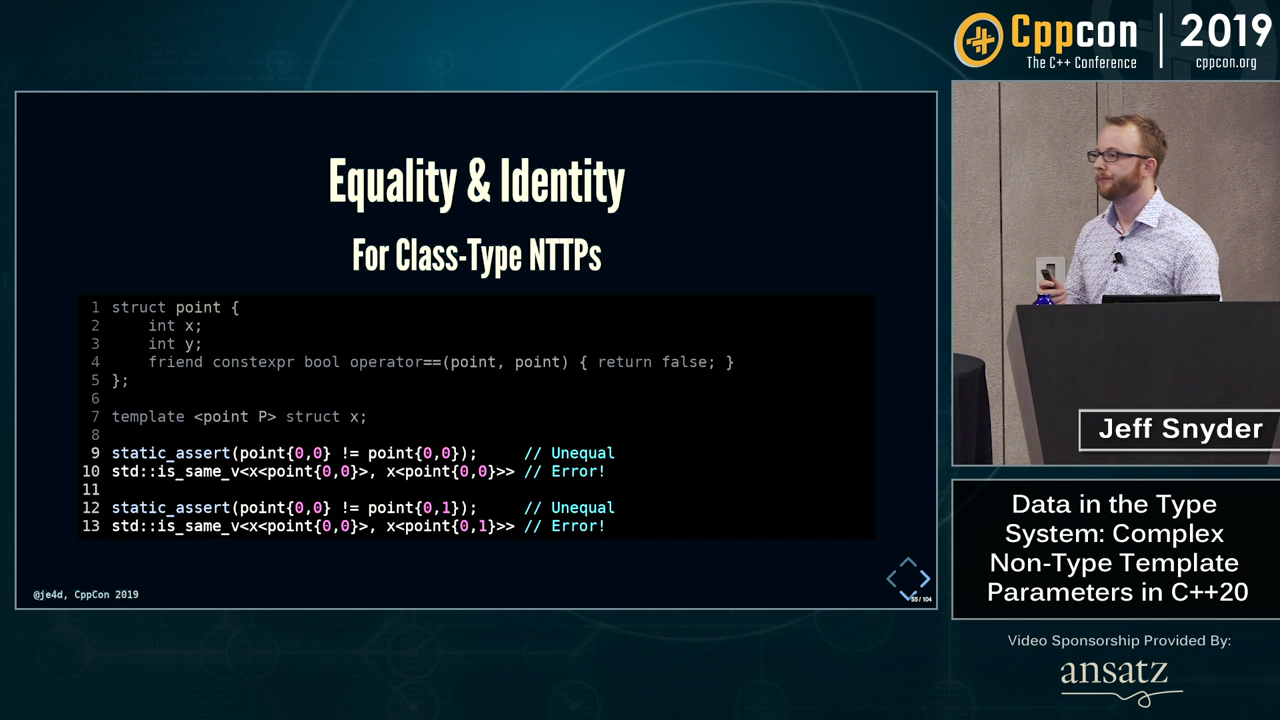 Cppcon | 2019
The C++ Conference
cppcon.org
Equality & Identity
For Class-Type NTTPs
1 struct point {
2     int x;
3     int y;
4     friend constexpr bool operator==(point, point) { return false; }
5 };
6
7 template <point P> struct x;
8
9 static_assert(point{0,0} != point{0,0});     // Unequal
10 std::is_same_v<x<point{0,0}>, x<point{0,0}>> // Error!
11
12 static_assert(point{0,0} != point{0,1});     // Unequal
13 std::is_same_v<x<point{0,0}>, x<point{0,1}>> // Error!
@je4d, CppCon 2019
55 / 104
Jeff Snyder
Data in the Type
System: Complex
Non-Type Template
Parameters in C++20
Video Sponsorship Provided By:
ansatz